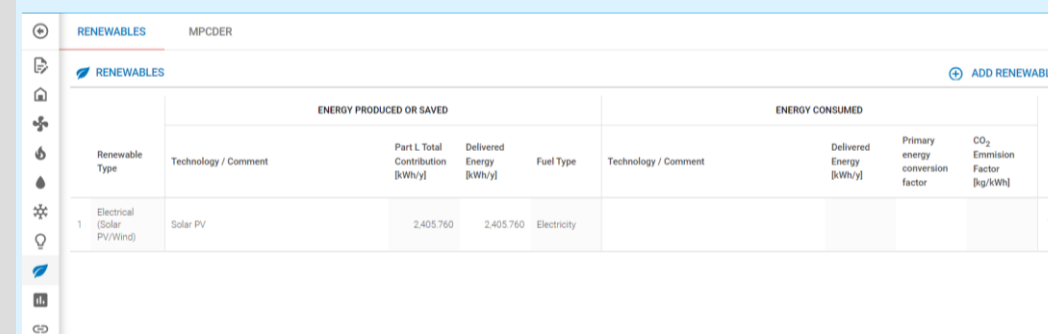 RENEWABLES MPCDER
RENEWABLES
ADD RENEWABL
ENERGY PRODUCED OR SAVED
ENERGY CONSUMED
Renewable
Type
Technology / Comment
Part L Total
Contribution
[kWh/y]
Delivered
Energy
[kWh/y]
Fuel Type
Technology / Comment
Delivered
Energy
[kWh/y]
Primary
energy
conversion
factor
CO2
Emmision
Factor
[kg/kWh]
1
Electrical
(Solar
PV/Wind)
Solar PV
2,405.760
2,405.760
Electricity